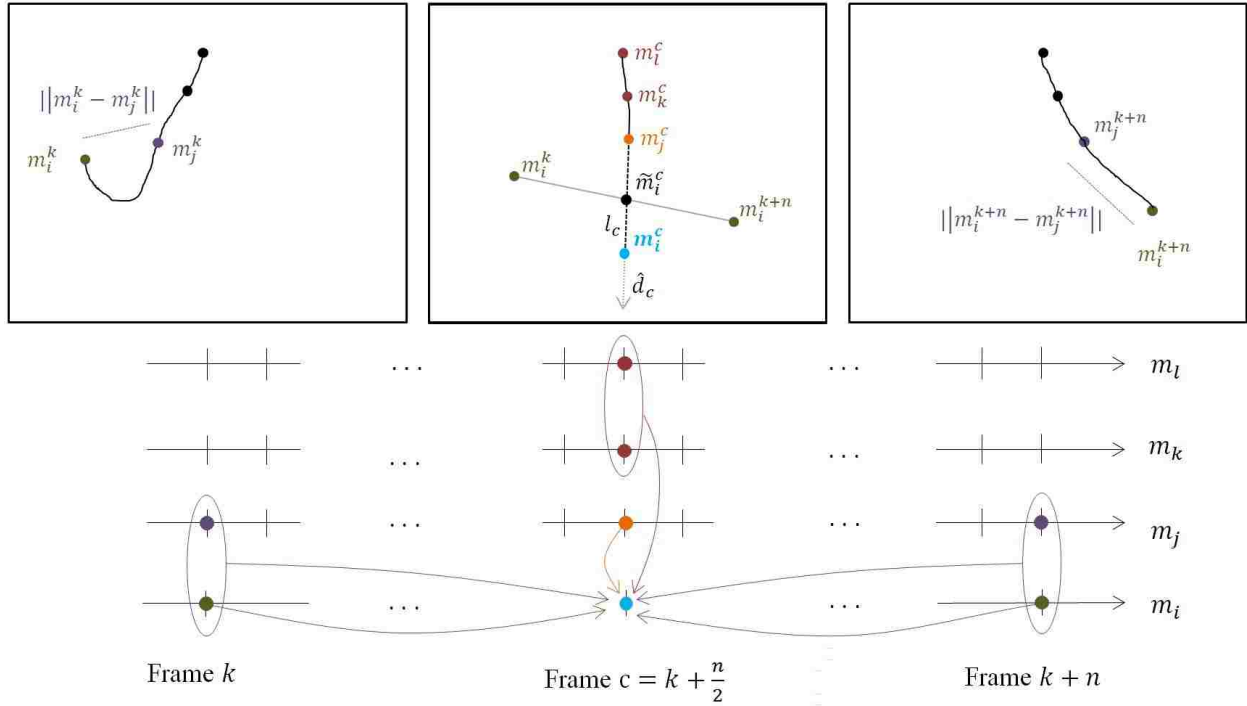 ||m_i^k − m_j^k||
m_i^k
m_j^k
m_l^c
m_k^c
m_j^c
m_i^k
m̃_i^c
m_i^{k+n}
l_c
m_i^c
d̂_c
m_j^{k+n}
||m_i^{k+n} − m_j^{k+n}||
m_i^{k+n}
... ... m_l
... ... m_k
... ... m_j
... ... m_i
Frame k
Frame c = k + n/2
Frame k + n